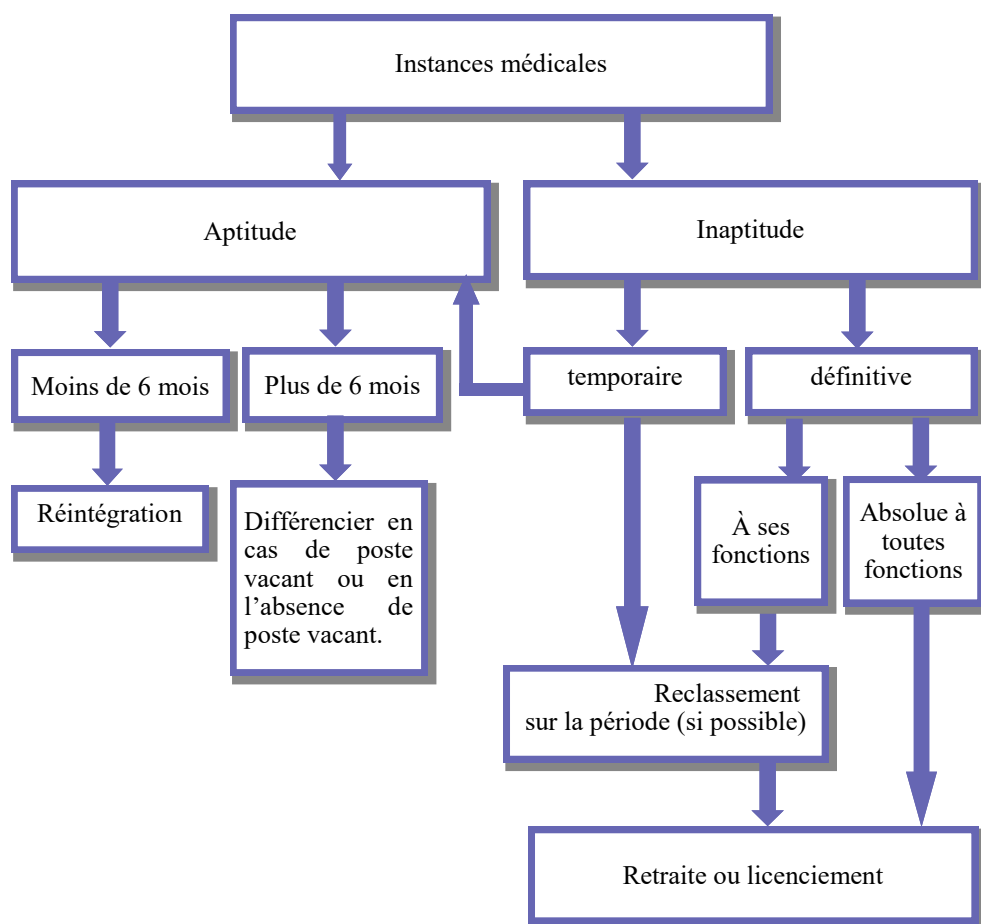 Instances médicales
Aptitude
Inaptitude
Moins de 6 mois
Plus de 6 mois
temporaire
définitive
Réintégration
Différencier en
cas de poste
vacant ou en
l’absence de
poste vacant.
À ses
fonctions
Absolue à
toutes
fonctions
Reclassement
sur la période (si possible)
Retraite ou licenciement